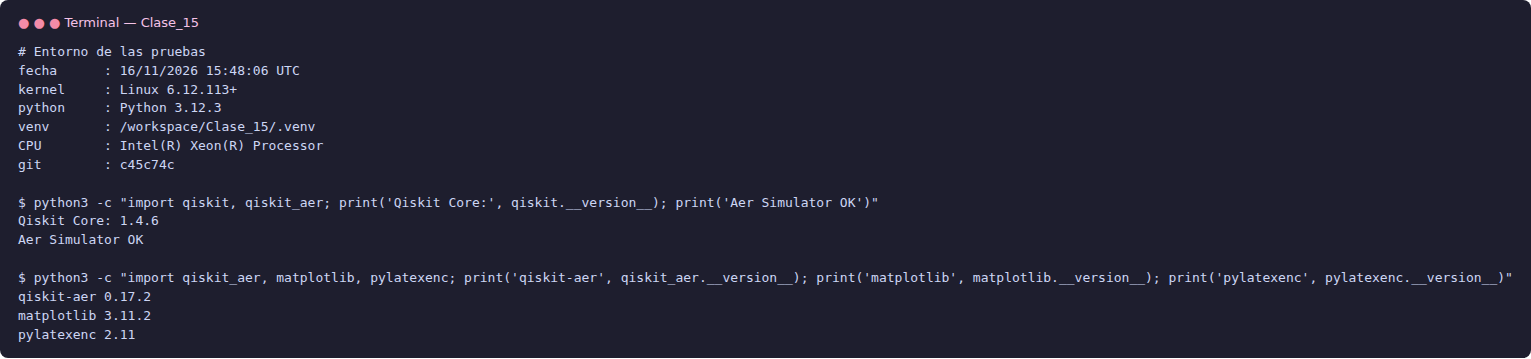 Terminal — Clase_15
# Entorno de las pruebas
fecha      : 16/11/2026 15:48:06 UTC
kernel     : Linux 6.12.113+
python     : Python 3.12.3
venv       : /workspace/Clase_15/.venv
CPU        : Intel(R) Xeon(R) Processor
git        : c45c74c
$ python3 -c "import qiskit, qiskit_aer; print('Qiskit Core:', qiskit.__version__); print('Aer Simulator OK')"
Qiskit Core: 1.4.6
Aer Simulator OK
$ python3 -c "import qiskit_aer, matplotlib, pylatexenc; print('qiskit-aer', qiskit_aer.__version__); print('matplotlib', matplotlib.__version__); print('pylatexenc', pylatexenc.__version__)"
qiskit-aer 0.17.2
matplotlib 3.11.2
pylatexenc 2.11